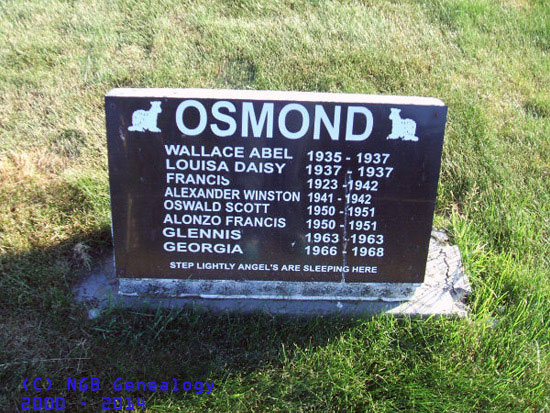 OSMOND
WALLACE ABEL 1935 - 1937
LOUISA DAISY 1937 - 1937
FRANCIS 1923 - 1942
ALEXANDER WINSTON 1941 - 1942
OSWALD SCOTT 1950 - 1951
ALONZO FRANCIS 1950 - 1951
GLENNIS 1963 - 1963
GEORGIA 1966 - 1968
STEP LIGHTLY ANGEL'S ARE SLEEPING HERE
(C) NGB Genealogy
2000 - 2014